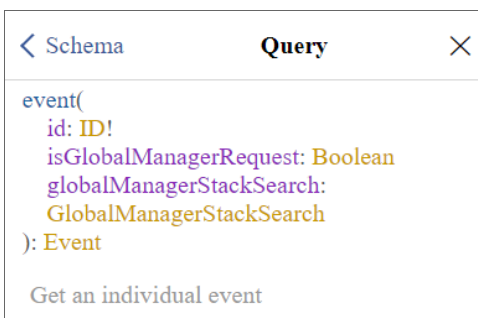 Schema Query
event(
id: ID!
isGlobalManagerRequest: Boolean
globalManagerStackSearch:
GlobalManagerStackSearch
): Event
Get an individual event